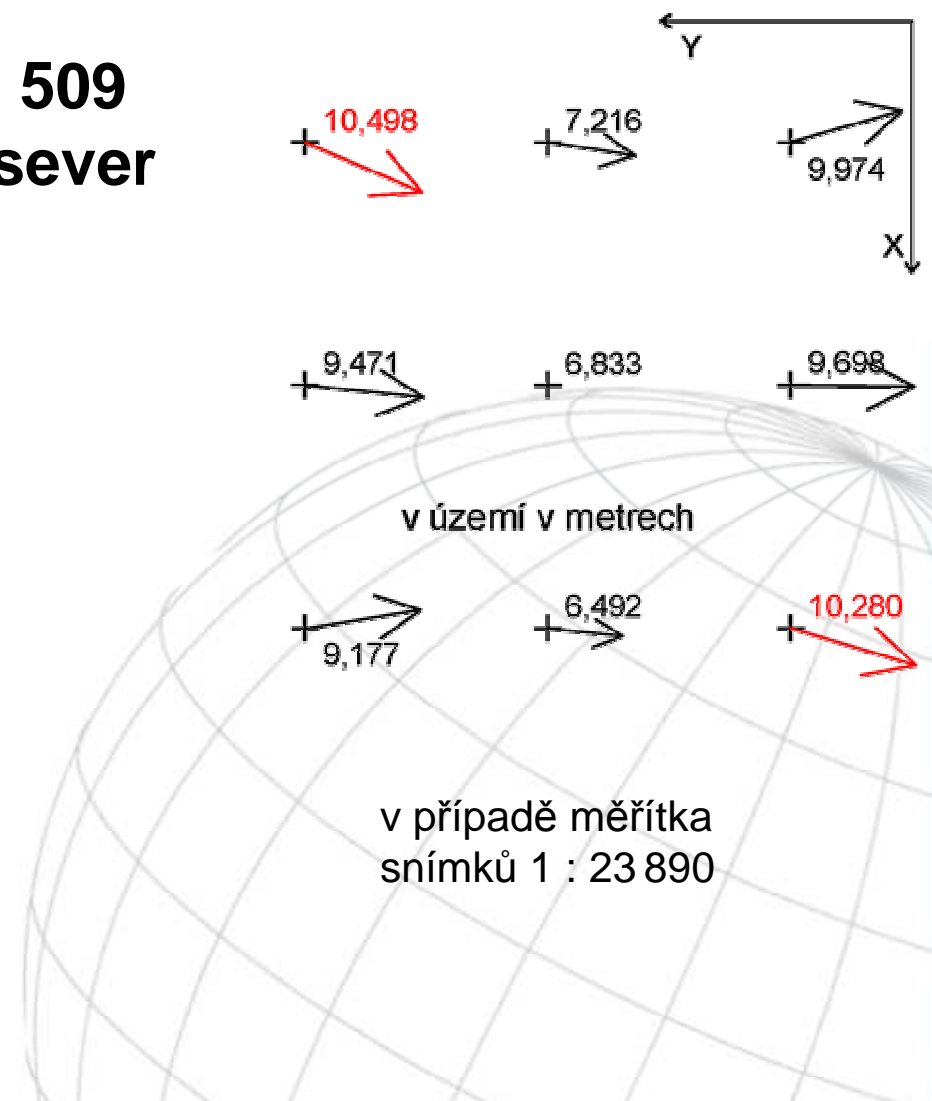 Y
509
sever
10,498
7,216
9,974
X
9,471
6,833
9,698
v území v metrech
9,177
6,492
10,280
v případě měřítka
snímků 1 : 23 890